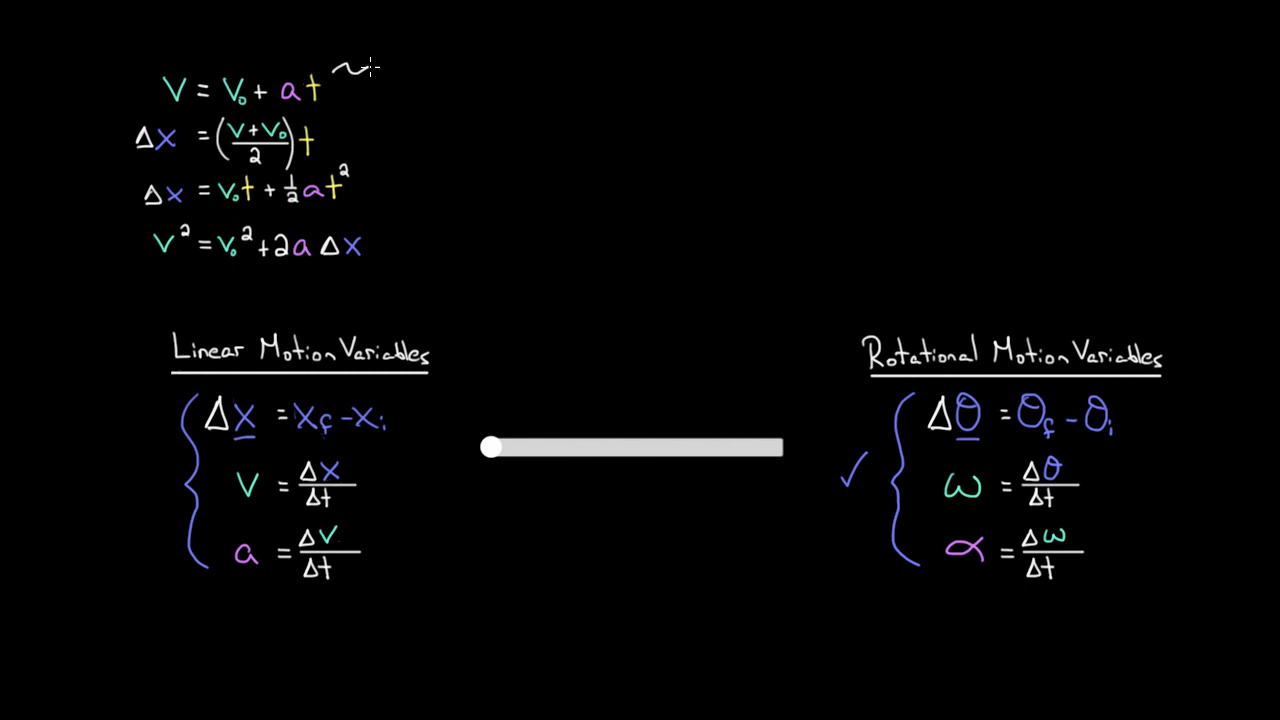 V = V₀ + at
Δx = (V + V₀ / 2) t
Δx = V₀t + ½at²
V² = V₀² + 2aΔx
Linear Motion Variables
Δx = x_f - x_i
V = Δx / Δt
a = ΔV / Δt
Rotational Motion Variables
Δθ = θ_f - θ_i
ω = Δθ / Δt
α = Δω / Δt